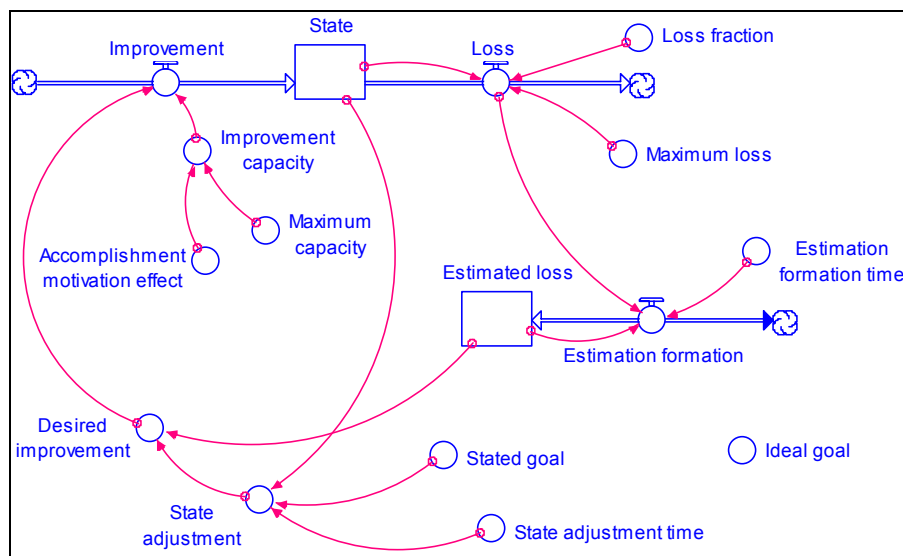 State
Improvement
Loss
Loss fraction
Improvement
capacity
Maximum loss
Maximum
capacity
Accomplishment
motivation effect
Estimation
formation time
Estimated loss
Estimation formation
Desired
improvement
Stated goal
Ideal goal
State
adjustment
State adjustment time